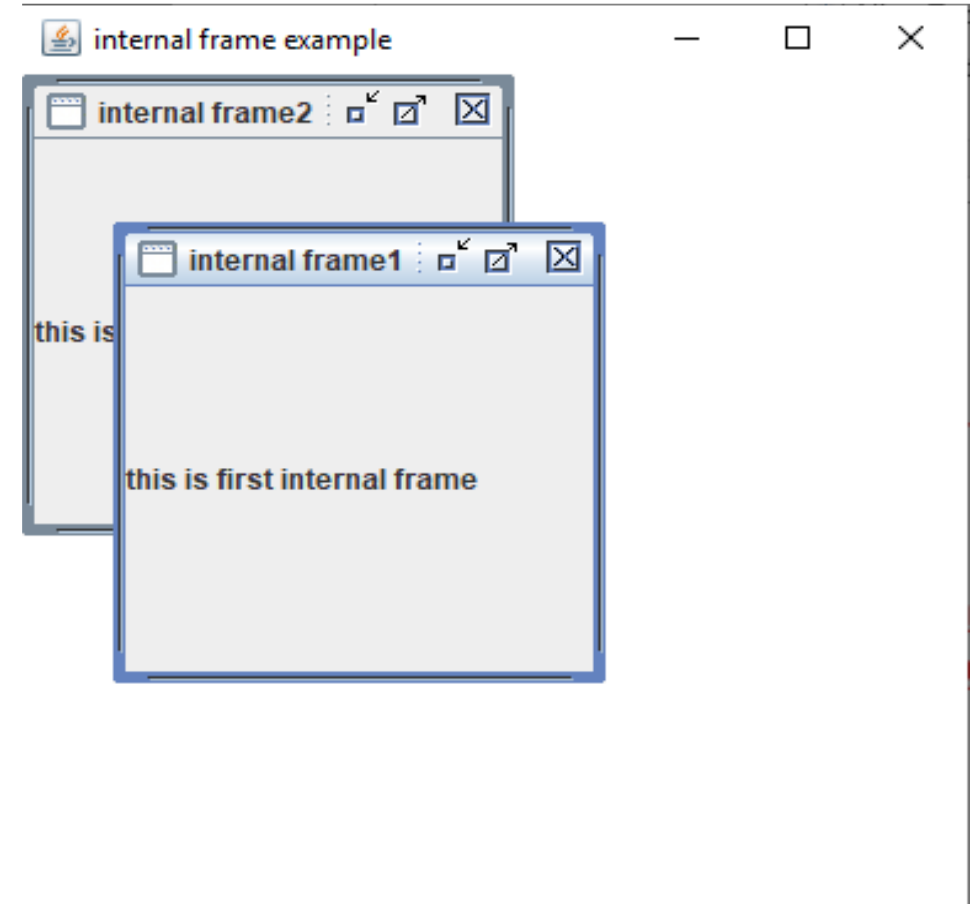 internal frame example
internal frame2
internal frame1
this is
this is first internal frame